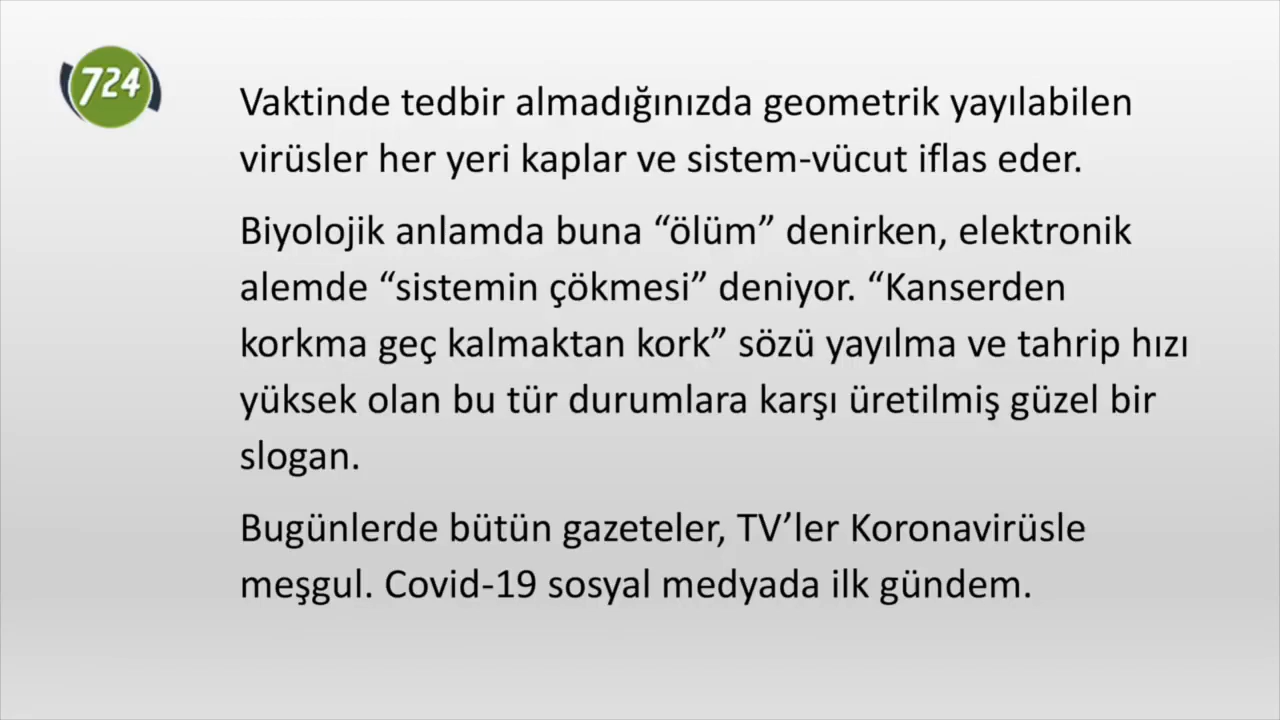 724
Vaktinde tedbir almadığınızda geometrik yayılabilen
virüsler her yeri kaplar ve sistem-vücut iflas eder.
Biyolojik anlamda buna “ölüm” denirken, elektronik
alemde “sistemin çökmesi” deniyor. “Kanserden
korkma geç kalmaktan kork” sözü yayılma ve tahrip hızı
yüksek olan bu tür durumlara karşı üretilmiş güzel bir
slogan.
Bugünlerde bütün gazeteler, TV’ler Koronavirüsle
meşgul. Covid-19 sosyal medyada ilk gündem.